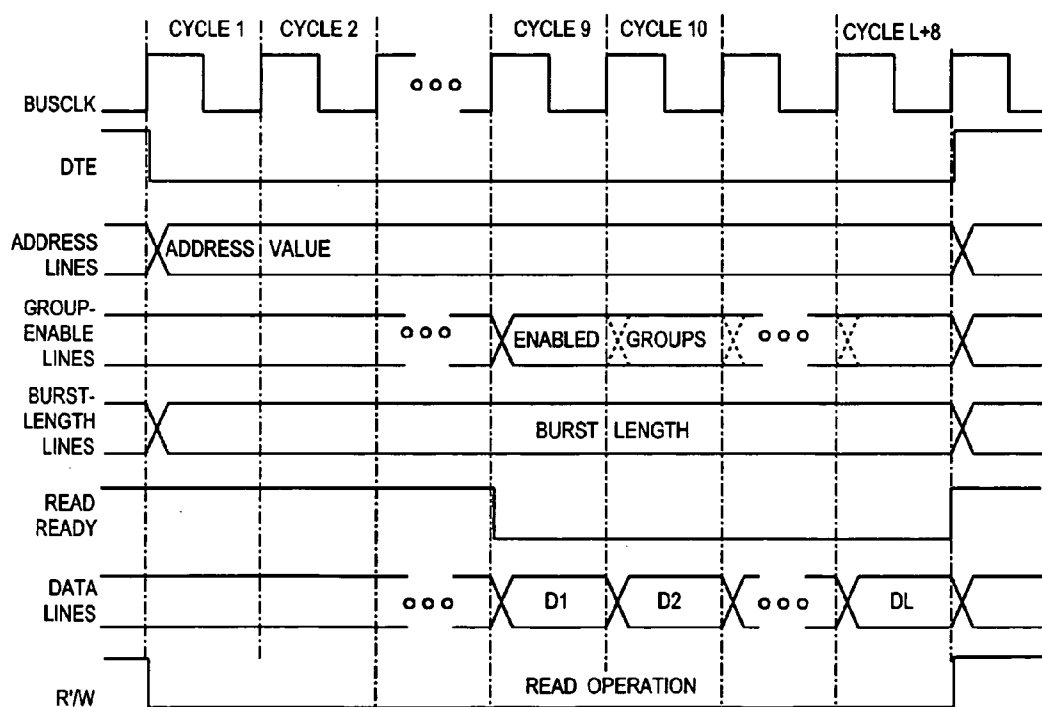 CYCLE 1 CYCLE 2 CYCLE 9 CYCLE 10 CYCLE L+8
BUSCLK
DTE
ADDRESS
LINES
ADDRESS VALUE
GROUP-
ENABLE
LINES
ENABLED GROUPS
BURST-
LENGTH
LINES
BURST LENGTH
READ
READY
DATA
LINES
D1 D2 DL
R'/W
READ OPERATION